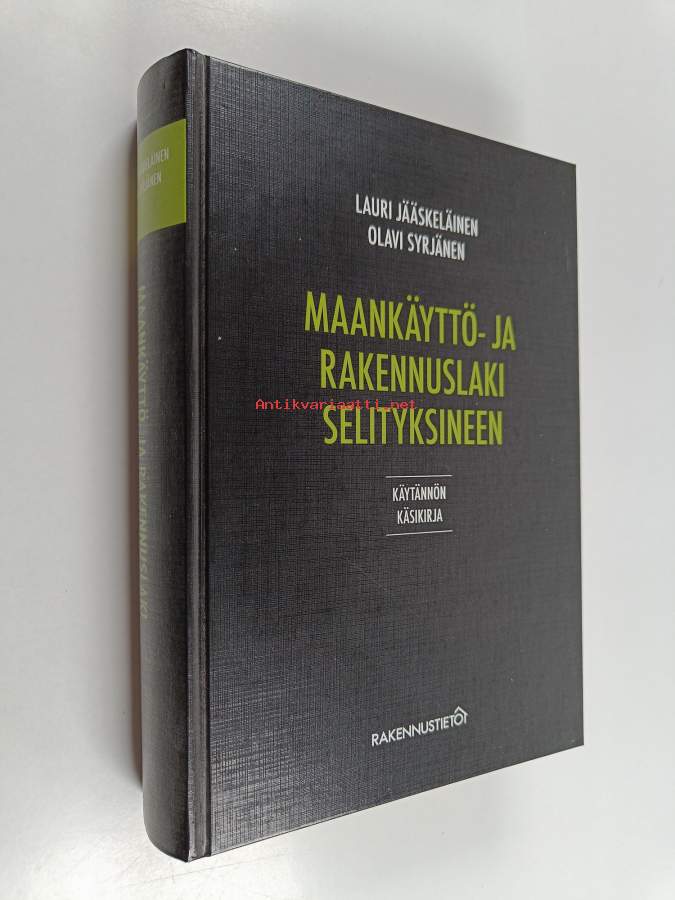 LAURI JÄÄSKELÄINEN
OLAVI SYRJÄNEN
MAANKÄYTTÖ- JA
RAKENNUSLAKI
SELITYKSINEEN
KÄYTÄNNÖN
KÄSIKIRJA
RAKENNUSTIETO
MAANKÄYTTÖ- JA RAKENNUSLAKI
Antikvariaatti.net